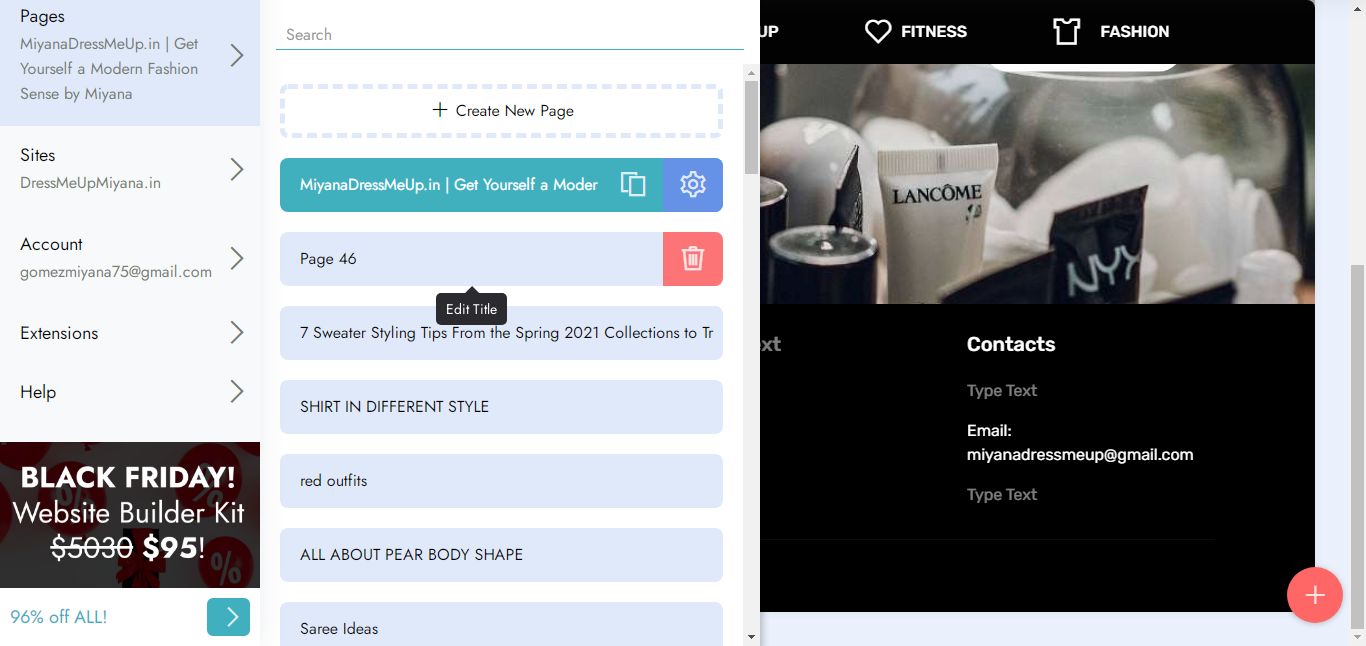 Pages
MiyanaDressMeUp.in | Get
Yourself a Modern Fashion
Sense by Miyana
Sites
DressMeUpMiyana.in
Account
gomezmiyana75@gmail.com
Extensions
Help
BLACK FRIDAY!
Website Builder Kit
$5030 $95!
96% off ALL!
Search
+ Create New Page
MiyanaDressMeUp.in | Get Yourself a Moder
Page 46
Edit Title
7 Sweater Styling Tips From the Spring 2021 Collections to Tr
SHIRT IN DIFFERENT STYLE
red outfits
ALL ABOUT PEAR BODY SHAPE
Saree Ideas
UP
FITNESS
FASHION
LANCÔME
NYX
ext
Contacts
Type Text
Email:
miyanadressmeup@gmail.com
Type Text